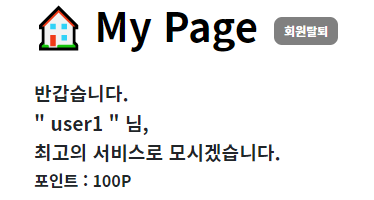 My Page 회원탈퇴
반갑습니다.
" user1 " 님,
최고의 서비스로 모시겠습니다.
포인트 : 100P